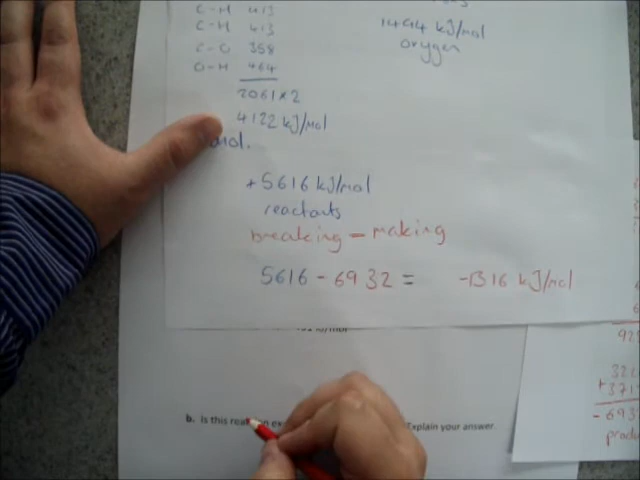 C-H 413
C-H 413
C-O 358
O-H 464
2061 x 2
4122 kJ/mol
1494 kJ/mol
oxygen
+5616 kJ/mol
reactants
breaking - making
5616 - 6932 = -1316 kJ/mol
b. Is this Explain your answer.